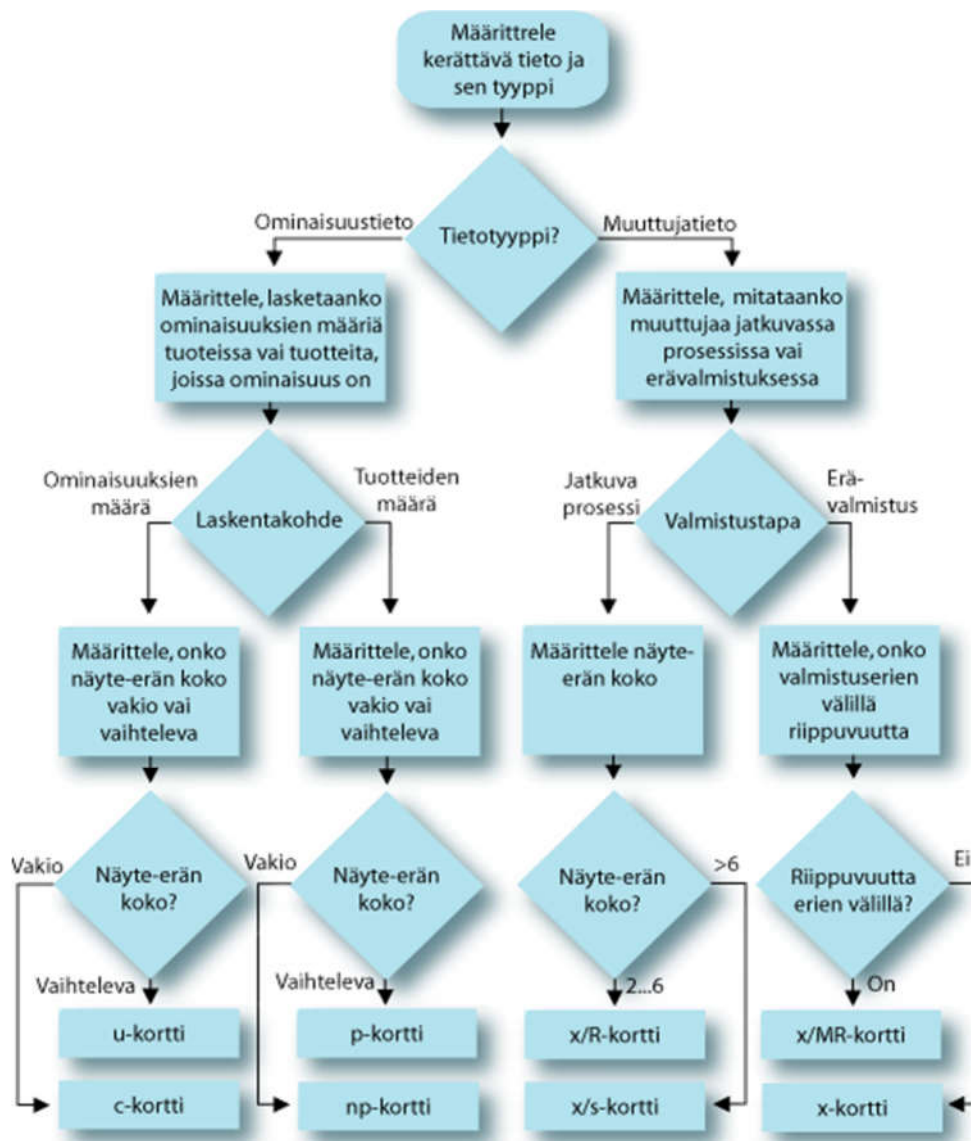 Määrittrele
kerättävä tieto ja
sen tyyppi
Ominaisuustieto
Tietotyyppi?
Muuttujatieto
Määrittele, lasketaanko
ominaisuuksien määriä
tuoteissa vai tuotteita,
joissa ominaisuus on
Määrittele, mitataanko
muuttujaa jatkuvassa
prosessissa vai
erävalmistuksessa
Ominaisuuksien
määrä
Laskentakohde
Tuotteiden
määrä
Jatkuva
prosessi
Valmistustapa
Erä-
valmistus
Määrittele, onko
näyte-erän koko
vakio vai
vaihteleva
Määrittele, onko
näyte-erän koko
vakio vai
vaihteleva
Määrittele näyte-
erän koko
Määrittele, onko
valmistuserien
välillä
riippuvuutta
Vakio
Näyte-erän
koko?
Vakio
Näyte-erän
koko?
Näyte-erän
koko?
>6
Riippuvuutta
erien välillä?
Ei
Vaihteleva
Vaihteleva
2...6
On
u-kortti
p-kortti
x/R-kortti
x/MR-kortti
c-kortti
np-kortti
x/s-kortti
x-kortti